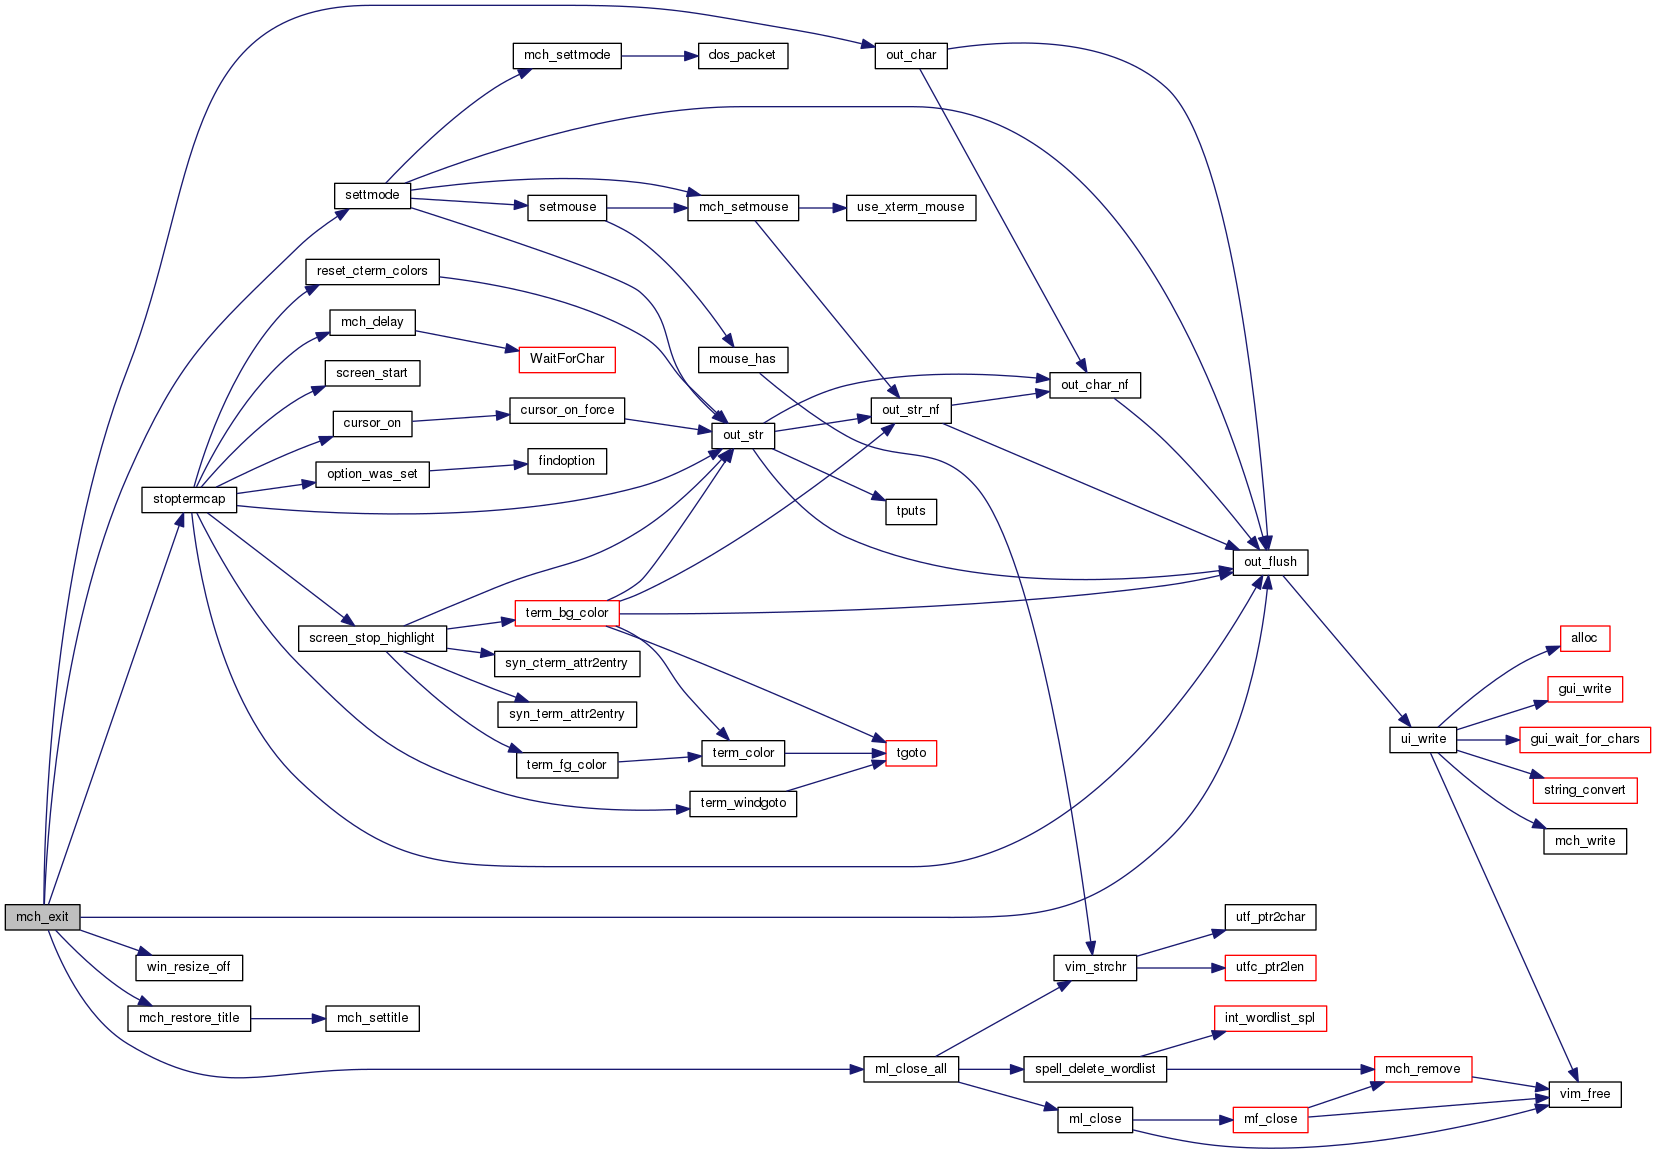 out_char
mch_settmode
dos_packet
settmode
setmouse
mch_setmouse
use_xterm_mouse
reset_cterm_colors
mch_delay
WaitForChar
mouse_has
screen_start
out_char_nf
cursor_on
cursor_on_force
out_str_nf
out_str
option_was_set
findoption
stoptermcap
tputs
out_flush
term_bg_color
screen_stop_highlight
alloc
syn_cterm_attr2entry
gui_write
syn_term_attr2entry
ui_write
gui_wait_for_chars
term_color
tgoto
term_fg_color
string_convert
term_windgoto
mch_write
mch_exit
utf_ptr2char
win_resize_off
vim_strchr
utfc_ptr2len
mch_restore_title
mch_settitle
int_wordlist_spl
ml_close_all
spell_delete_wordlist
mch_remove
vim_free
ml_close
mf_close